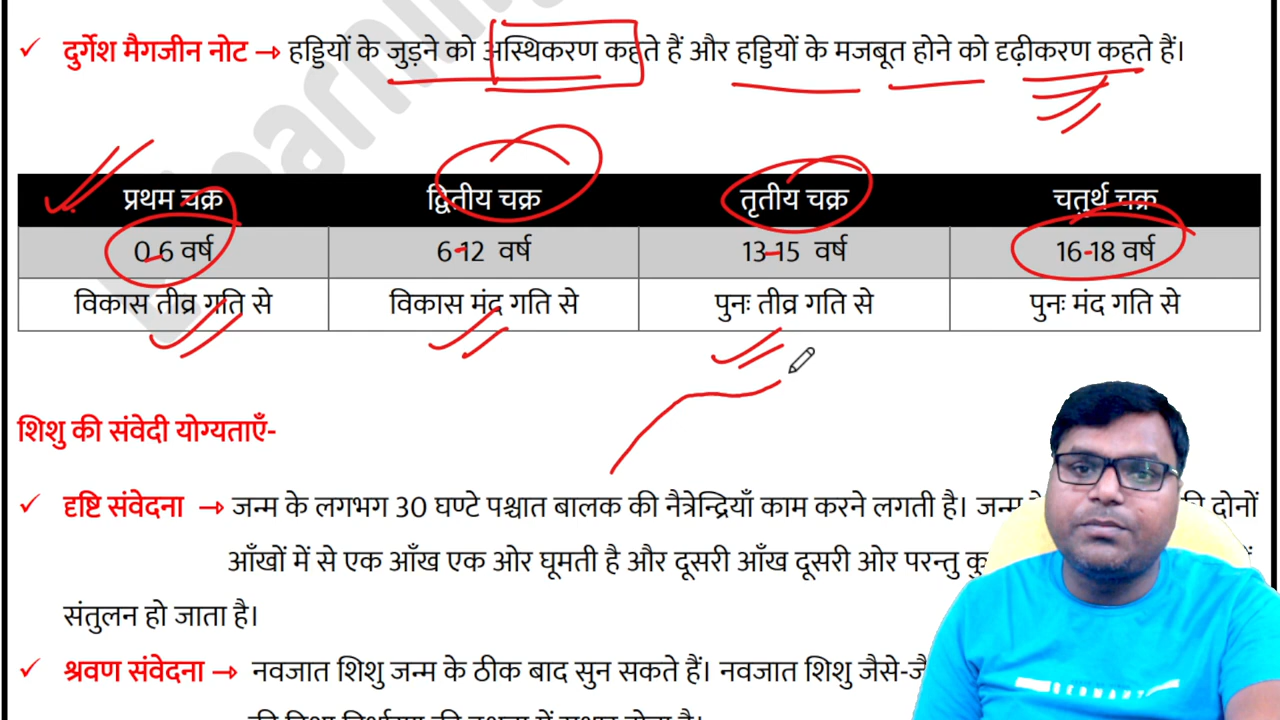 ✓ दुर्गेश मैगजीन नोट → हड्डियों के जुड़ने को अस्थिकरण कहते हैं और हड्डियों के मजबूत होने को दृढ़ीकरण कहते हैं।
Learning
प्रथम चक्र द्वितीय चक्र तृतीय चक्र चतुर्थ चक्र
0-6 वर्ष 6-12 वर्ष 13-15 वर्ष 16-18 वर्ष
विकास तीव्र गति से विकास मंद गति से पुनः तीव्र गति से पुनः मंद गति से
शिशु की संवेदी योग्यताएँ-
✓ दृष्टि संवेदना → जन्म के लगभग 30 घण्टे पश्चात बालक की नैत्रेन्द्रियाँ काम करने लगती है। जन्म दोनों
आँखों में से एक आँख एक ओर घूमती है और दूसरी आँख दूसरी ओर परन्तु
संतुलन हो जाता है।
✓ श्रवण संवेदना → नवजात शिशु जन्म के ठीक बाद सुन सकते हैं। नवजात शिशु
GERMANY